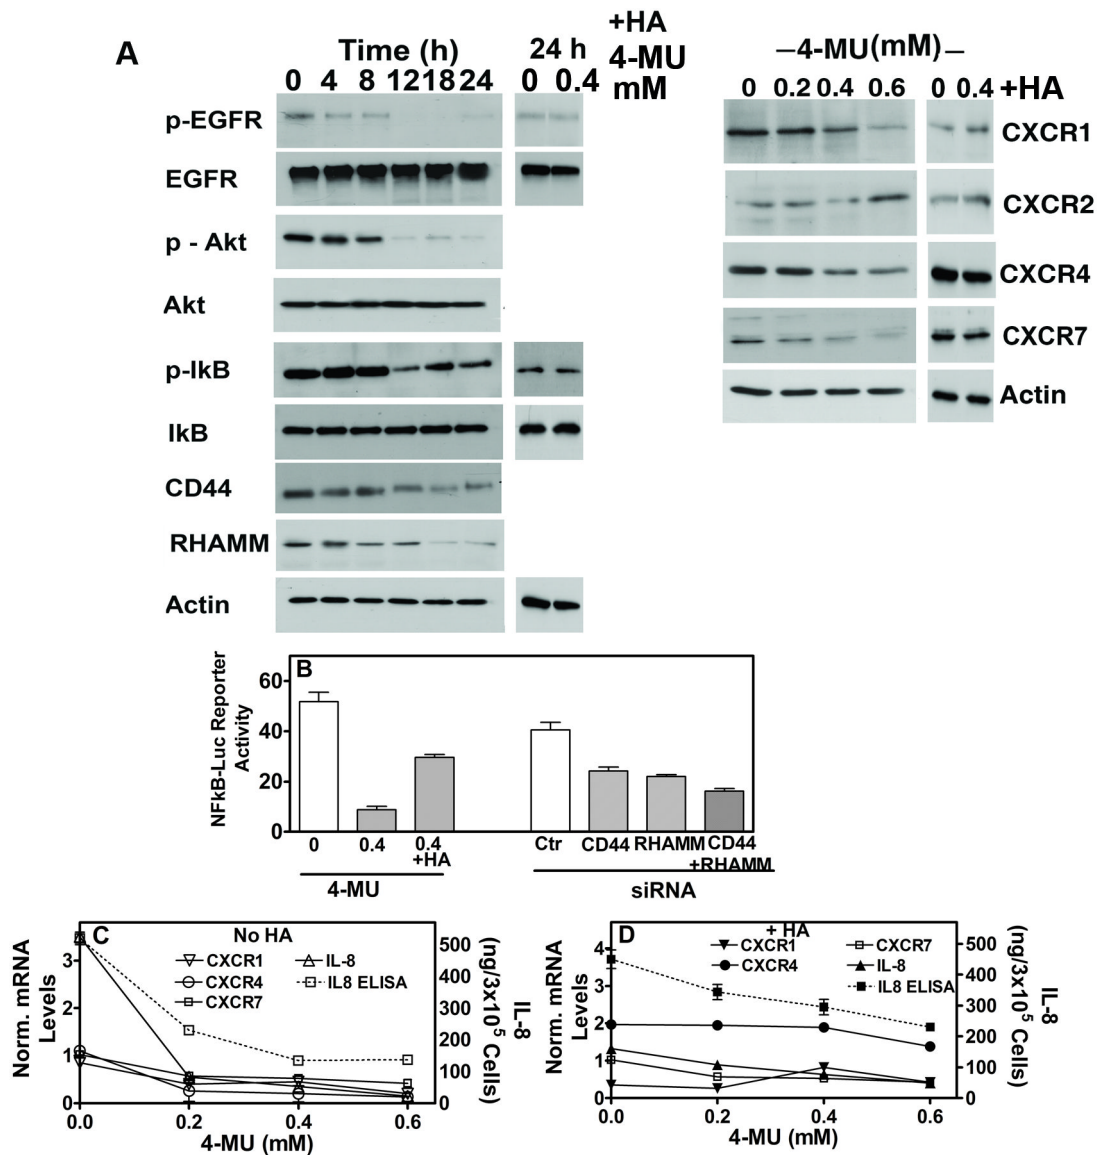 A
Time (h)
0 4 8 12 18 24
24 h
0 0.4
+HA
4-MU
mM
p-EGFR
EGFR
p - Akt
Akt
p-IkB
IkB
CD44
RHAMM
Actin
–4-MU(mM)–
0 0.2 0.4 0.6 0 0.4 +HA
CXCR1
CXCR2
CXCR4
CXCR7
Actin
B
NFkB-Luc Reporter
Activity
60
40
20
0
0 0.4 0.4
+HA
4-MU
Ctr CD44 RHAMM CD44
+RHAMM
siRNA
C
No HA
CXCR1
CXCR4
CXCR7
IL-8
IL8 ELISA
Norm. mRNA
Levels
3
2
1
0
500
400
300
200
100
0
IL-8
(ng/3x10⁵ Cells)
0.0 0.2 0.4 0.6
4-MU (mM)
D
+ HA
CXCR1
CXCR4
CXCR7
IL-8
IL8 ELISA
Norm. mRNA
Levels
4
3
2
1
0
500
400
300
200
100
0
IL-8
(ng/3x10⁵ Cells)
0.0 0.2 0.4 0.6
4-MU (mM)